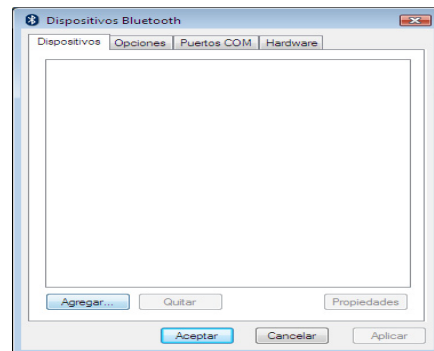 Dispositivos Bluetooth
Dispositivos Opciones Puertos COM Hardware
Agregar... Quitar Propiedades
Aceptar Cancelar Aplicar